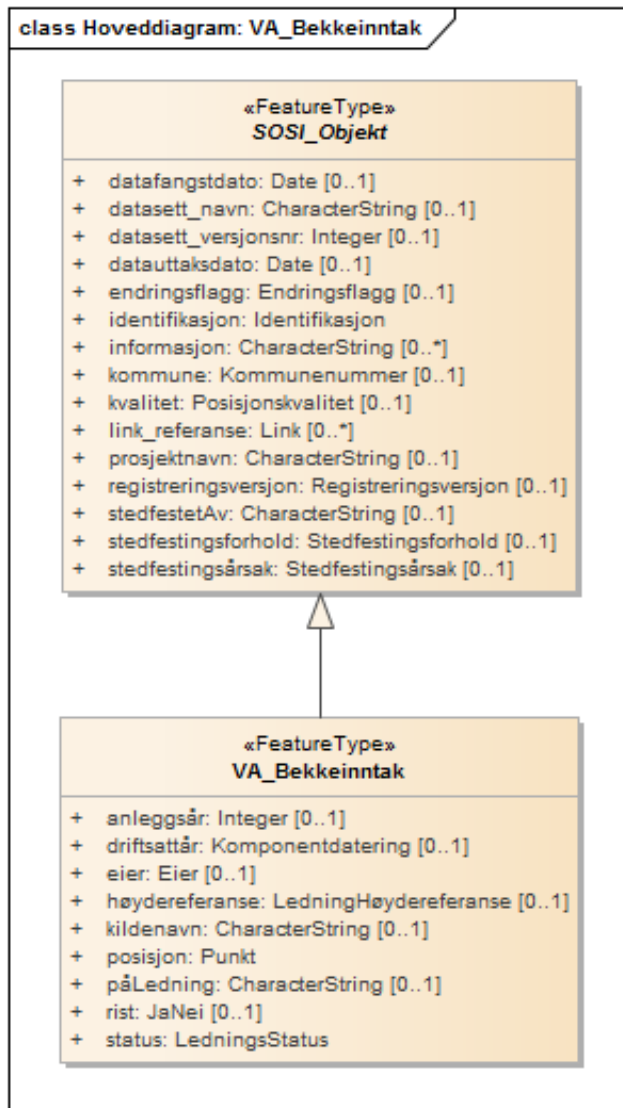 class Hoveddiagram: VA_Bekkeinntak
«FeatureType»
SOSI_Objekt
+ datafangstdato: Date [0..1]
+ datasett_navn: CharacterString [0..1]
+ datasett_versjonsnr: Integer [0..1]
+ datauttaksdato: Date [0..1]
+ endringsflagg: Endringsflagg [0..1]
+ identifikasjon: Identifikasjon
+ informasjon: CharacterString [0..*]
+ kommune: Kommunenummer [0..1]
+ kvalitet: Posisjonskvalitet [0..1]
+ link_referanse: Link [0..*]
+ prosjektnavn: CharacterString [0..1]
+ registreringsversjon: Registreringsversjon [0..1]
+ stedfestetAv: CharacterString [0..1]
+ stedfestingsforhold: Stedfestingsforhold [0..1]
+ stedfestingsårsak: Stedfestingsårsak [0..1]
«FeatureType»
VA_Bekkeinntak
+ anleggsår: Integer [0..1]
+ driftsattår: Komponentdatering [0..1]
+ eier: Eier [0..1]
+ høydereferanse: LedningHøydereferanse [0..1]
+ kildenavn: CharacterString [0..1]
+ posisjon: Punkt
+ påLedning: CharacterString [0..1]
+ rist: JaNei [0..1]
+ status: LedningsStatus